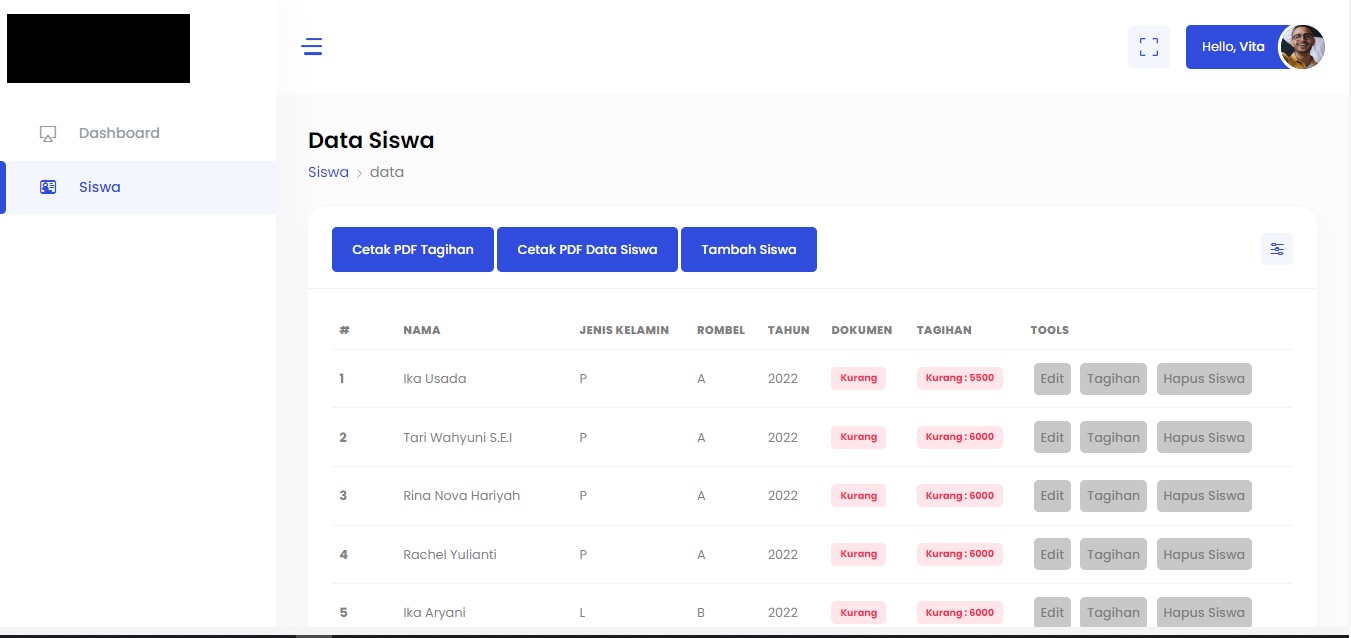 Hello, Vita
Dashboard
Siswa
Data Siswa
Siswa > data
Cetak PDF Tagihan Cetak PDF Data Siswa Tambah Siswa
# NAMA JENIS KELAMIN ROMBEL TAHUN DOKUMEN TAGIHAN TOOLS
1 Ika Usada P A 2022 Kurang Kurang : 5500 Edit Tagihan Hapus Siswa
2 Tari Wahyuni S.E.I P A 2022 Kurang Kurang : 6000 Edit Tagihan Hapus Siswa
3 Rina Nova Hariyah P A 2022 Kurang Kurang : 6000 Edit Tagihan Hapus Siswa
4 Rachel Yulianti P A 2022 Kurang Kurang : 6000 Edit Tagihan Hapus Siswa
5 Ika Aryani L B 2022 Kurang Kurang : 6000 Edit Tagihan Hapus Siswa